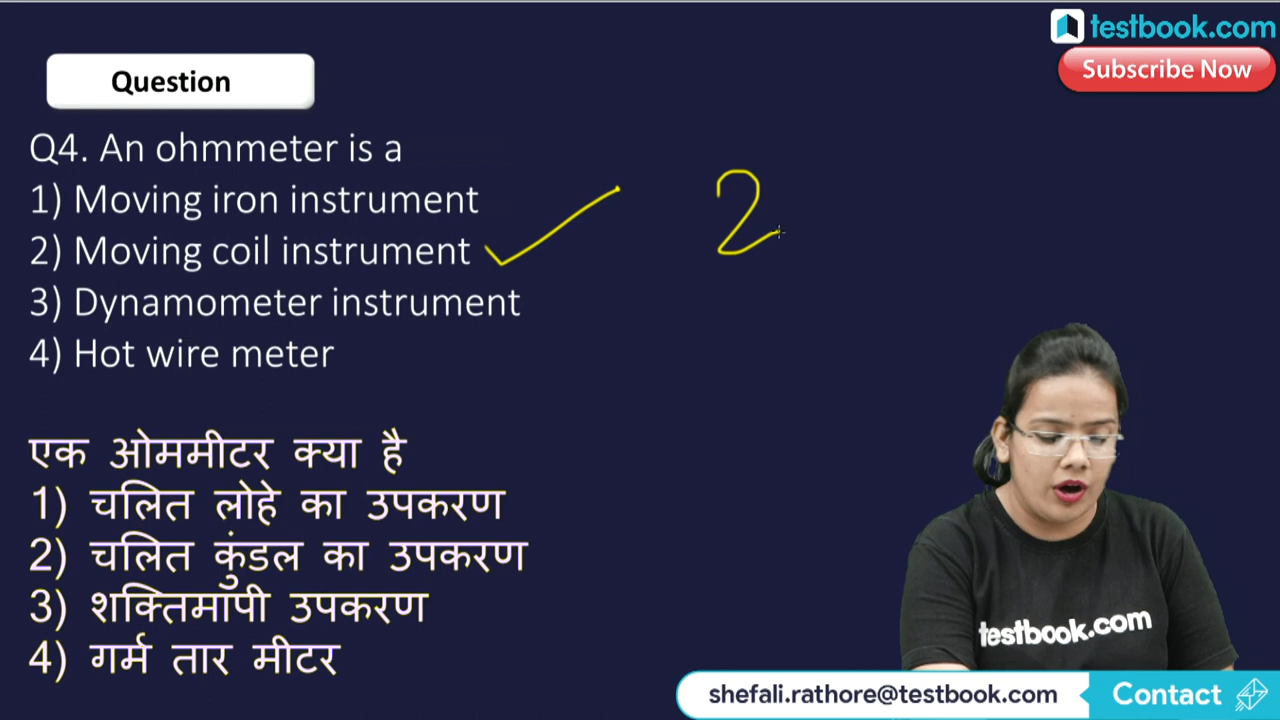 testbook.com
Subscribe Now
Question
Q4. An ohmmeter is a
1) Moving iron instrument
2) Moving coil instrument
3) Dynamometer instrument
4) Hot wire meter
2
एक ओममीटर क्या है
1) चलित लोहे का उपकरण
2) चलित कुंडल का उपकरण
3) शक्तिमापी उपकरण
4) गर्म तार मीटर
testbook.com
shefali.rathore@testbook.com
Contact